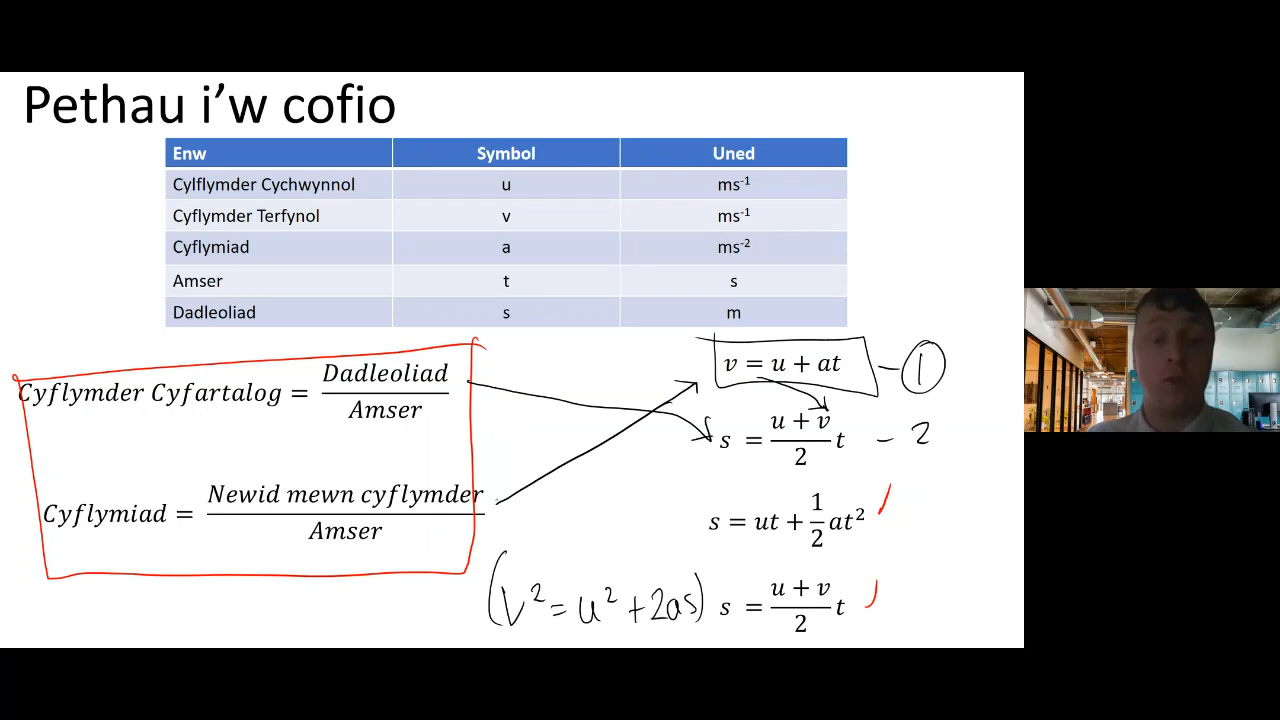 Pethau i'w cofio
Enw Symbol Uned
Cylflymder Cychwynnol u ms⁻¹
Cyflymder Terfynol v ms⁻¹
Cyflymiad a ms⁻²
Amser t s
Dadleoliad s m
Cyflymder Cyfartalog = Dadleoliad / Amser
Cyflymiad = Newid mewn cyflymder / Amser
v = u + at – 1
s = (u + v)/2 t – 2
s = ut + 1/2 at²
(v² = u² + 2as)
s = (u + v)/2 t